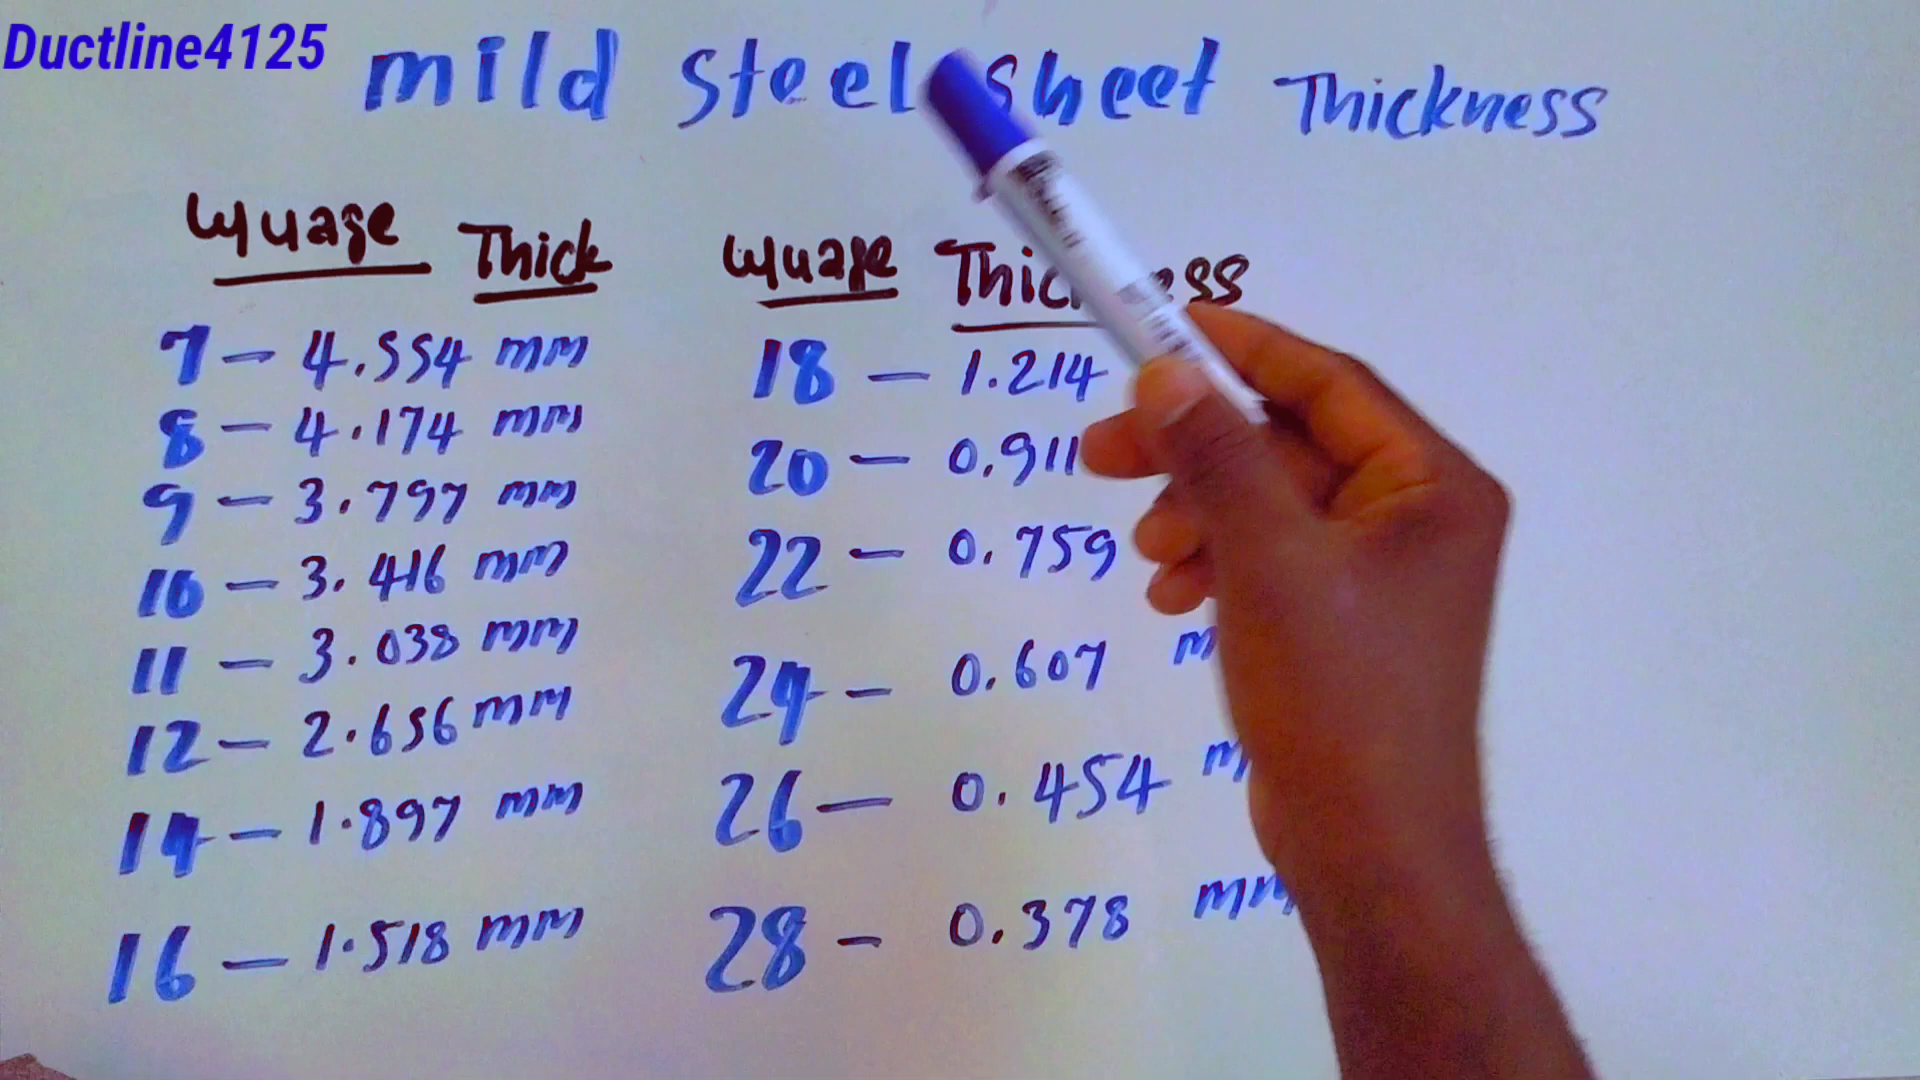 Ductline4125
mild steel sheet Thickness
Guage Thick
7 - 4.554 mm
8 - 4.174 mm
9 - 3.797 mm
10 - 3.416 mm
11 - 3.038 mm
12 - 2.656 mm
14 - 1.897 mm
16 - 1.518 mm
Guage Thickness
18 - 1.214
20 - 0.911
22 - 0.759
24 - 0.607 m
26 - 0.454 m
28 - 0.378 mm